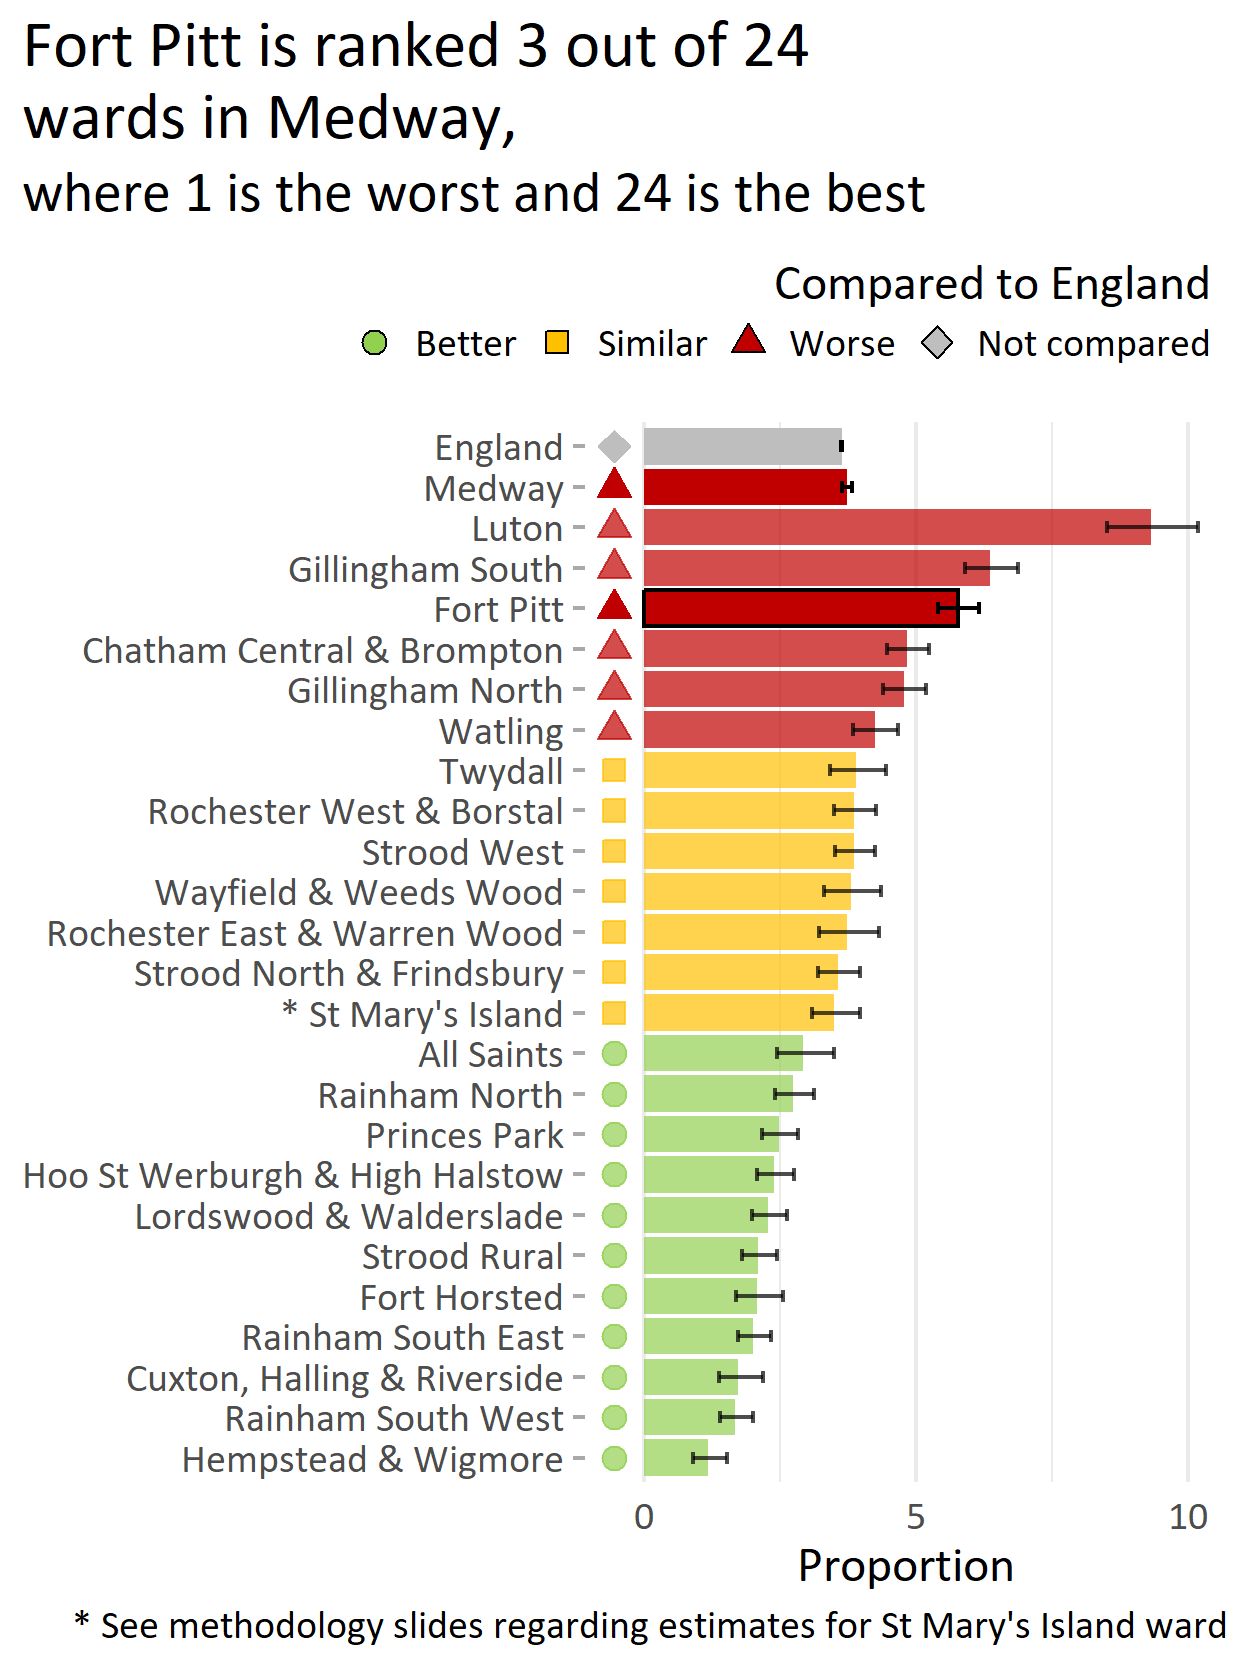 Fort Pitt is ranked 3 out of 24
wards in Medway,
where 1 is the worst and 24 is the best
Compared to England
Better Similar Worse Not compared
England
Medway
Luton
Gillingham South
Fort Pitt
Chatham Central & Brompton
Gillingham North
Watling
Twydall
Rochester West & Borstal
Strood West
Wayfield & Weeds Wood
Rochester East & Warren Wood
Strood North & Frindsbury
* St Mary's Island
All Saints
Rainham North
Princes Park
Hoo St Werburgh & High Halstow
Lordswood & Walderslade
Strood Rural
Fort Horsted
Rainham South East
Cuxton, Halling & Riverside
Rainham South West
Hempstead & Wigmore
0 5 10
Proportion
* See methodology slides regarding estimates for St Mary's Island ward